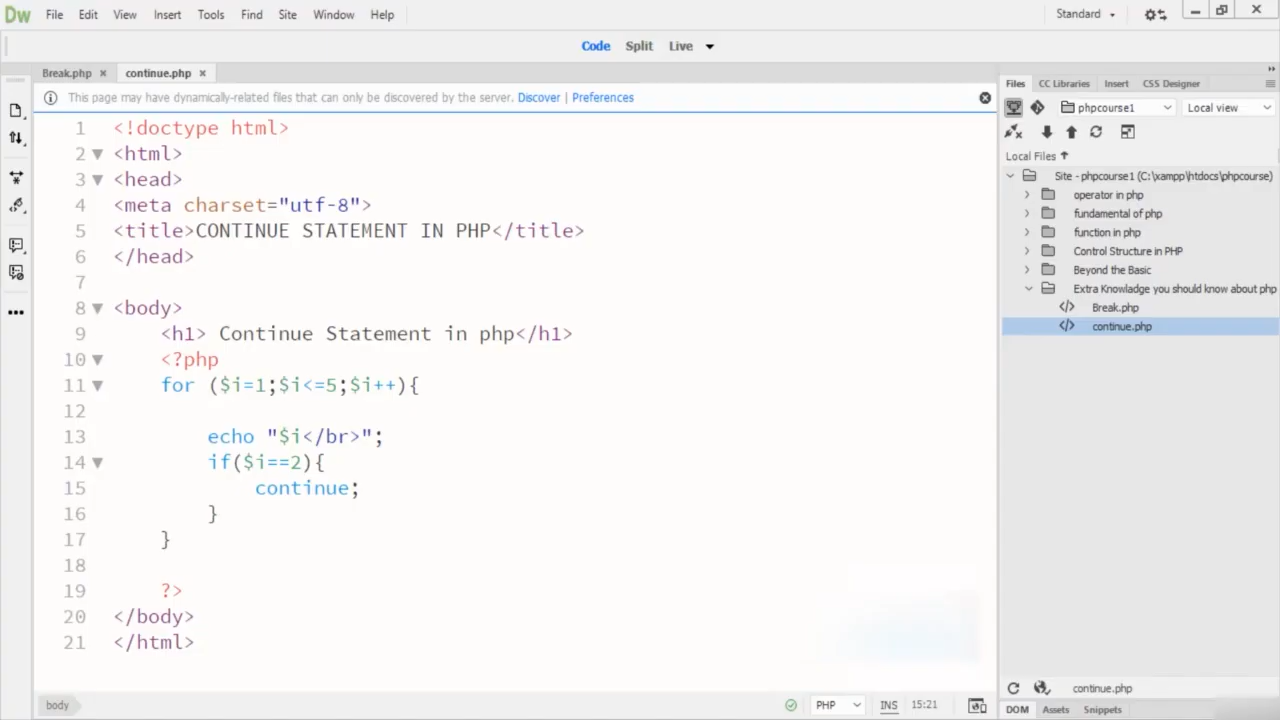 Dw File Edit View Insert Tools Find Site Window Help Standard
Code Split Live
Break.php continue.php
This page may have dynamically-related files that can only be discovered by the server. Discover | Preferences
1 <!doctype html>
2 <html>
3 <head>
4 <meta charset="utf-8">
5 <title>CONTINUE STATEMENT IN PHP</title>
6 </head>
7
8 <body>
9 <h1> Continue Statement in php</h1>
10 <?php
11 for ($i=1;$i<=5;$i++){
12
13 echo "$i</br>";
14 if($i==2){
15 continue;
16 }
17 }
18
19 ?>
20 </body>
21 </html>
body PHP INS 15:21
Files CC Libraries Insert CSS Designer
phpcourse1 Local view
Local Files
Site - phpcourse1 (C:\xampp\htdocs\phpcourse)
operator in php
fundamental of php
function in php
Control Structure in PHP
Beyond the Basic
Extra Knowladge you should know about php
Break.php
continue.php
continue.php
DOM Assets Snippets